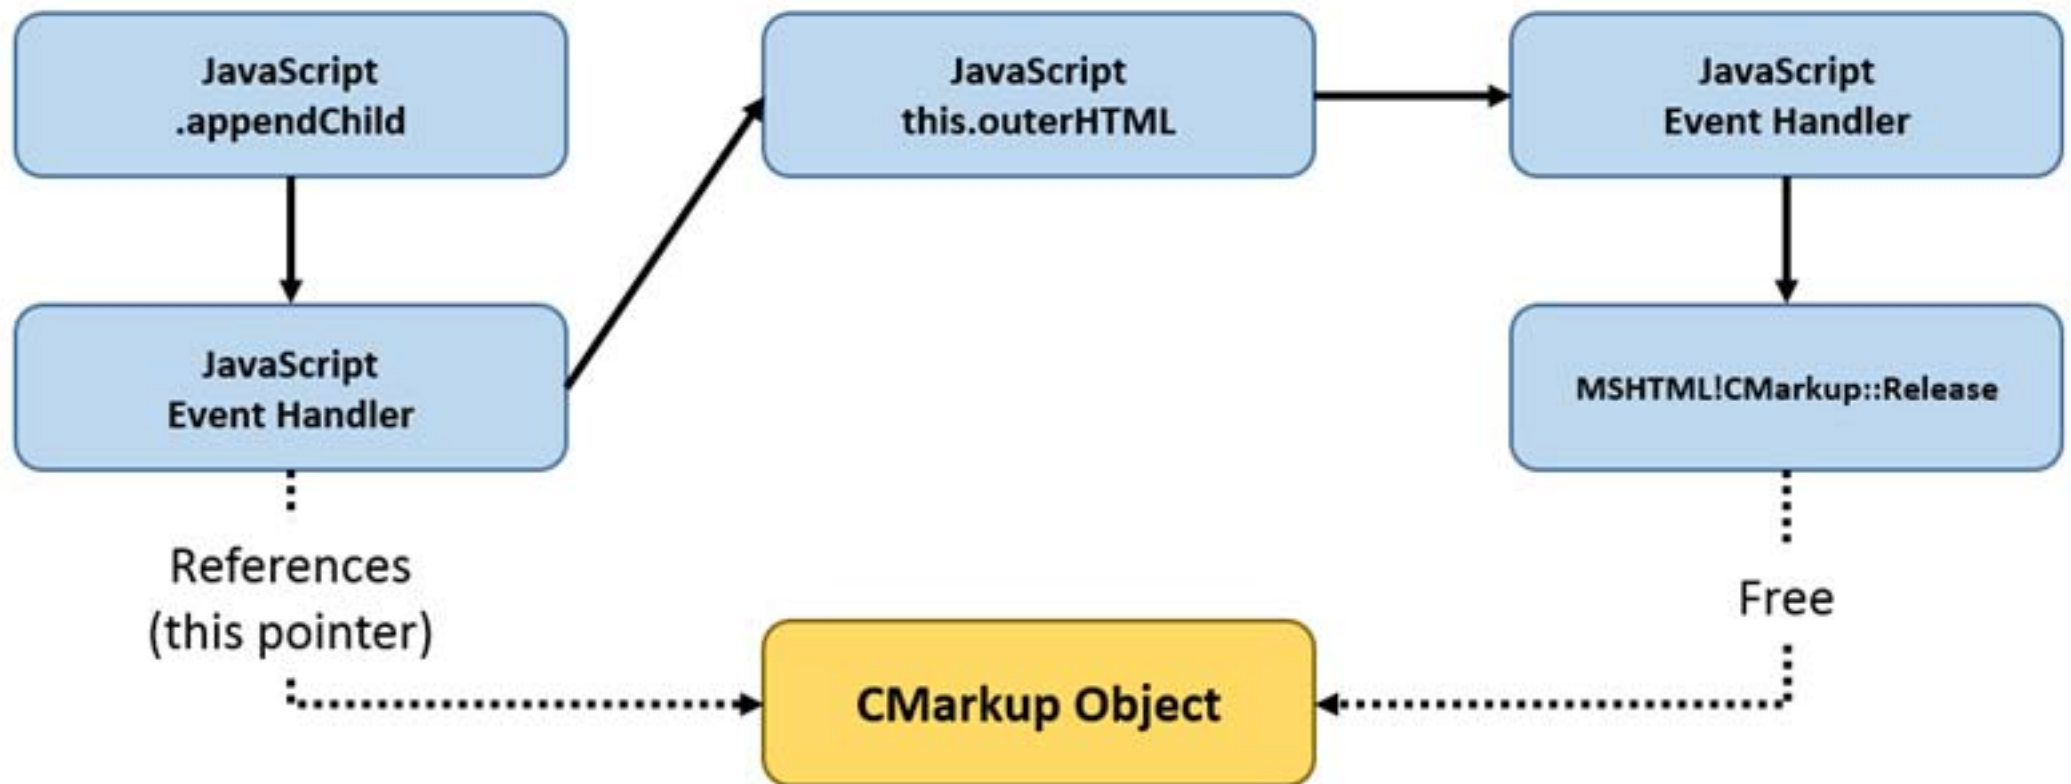 JavaScript
.appendChild
JavaScript
Event Handler
JavaScript
this.outerHTML
JavaScript
Event Handler
MSHTML!CMarkup::Release
References
(this pointer)
Free
CMarkup Object